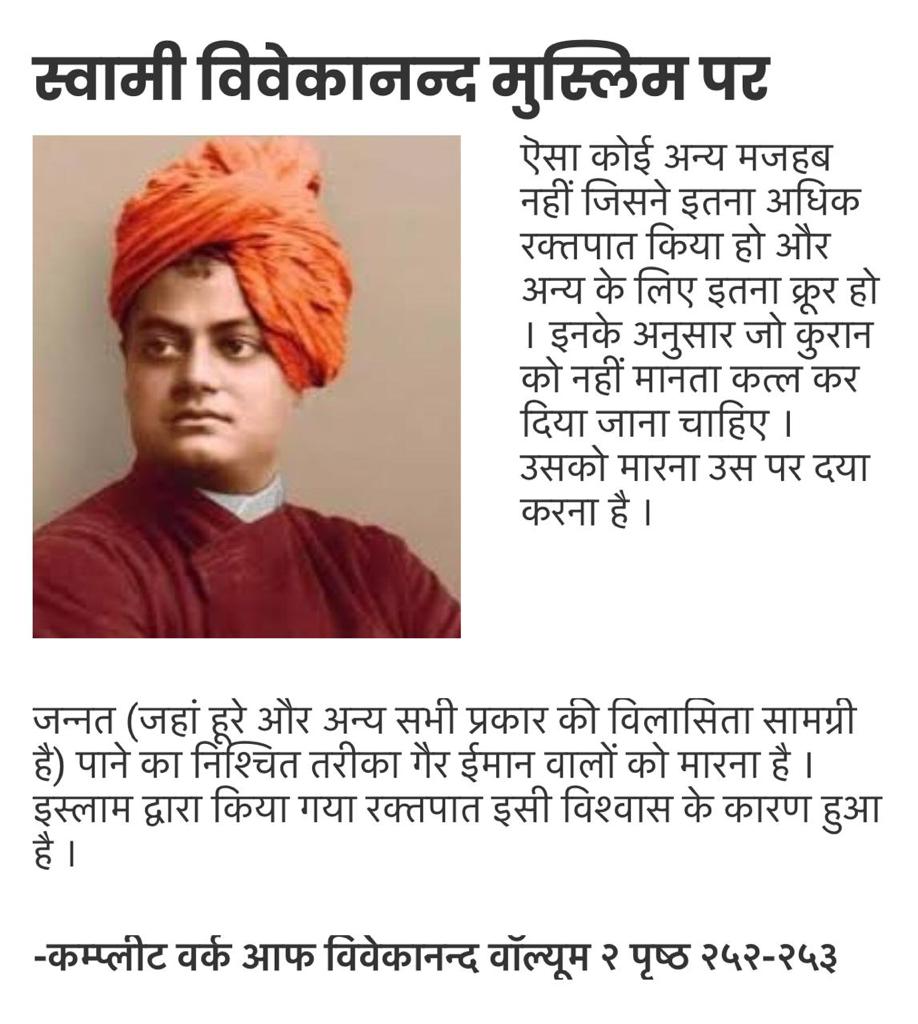 स्वामी विवेकानन्द मुस्लिम पर
ऎसा कोई अन्य मजहब
नहीं जिसने इतना अधिक
रक्तपात किया हो और
अन्य के लिए इतना क्रूर हो
। इनके अनुसार जो कुरान
को नहीं मानता कत्ल कर
दिया जाना चाहिए ।
उसको मारना उस पर दया
करना है ।
जन्नत (जहां हूरे और अन्य सभी प्रकार की विलासिता सामग्री
है) पाने का निश्चित तरीका गैर ईमान वालों को मारना है ।
इस्लाम द्वारा किया गया रक्तपात इसी विश्वास के कारण हुआ
है ।
-कम्प्लीट वर्क आफ विवेकानन्द वॉल्यूम २ पृष्ठ २५२-२५३